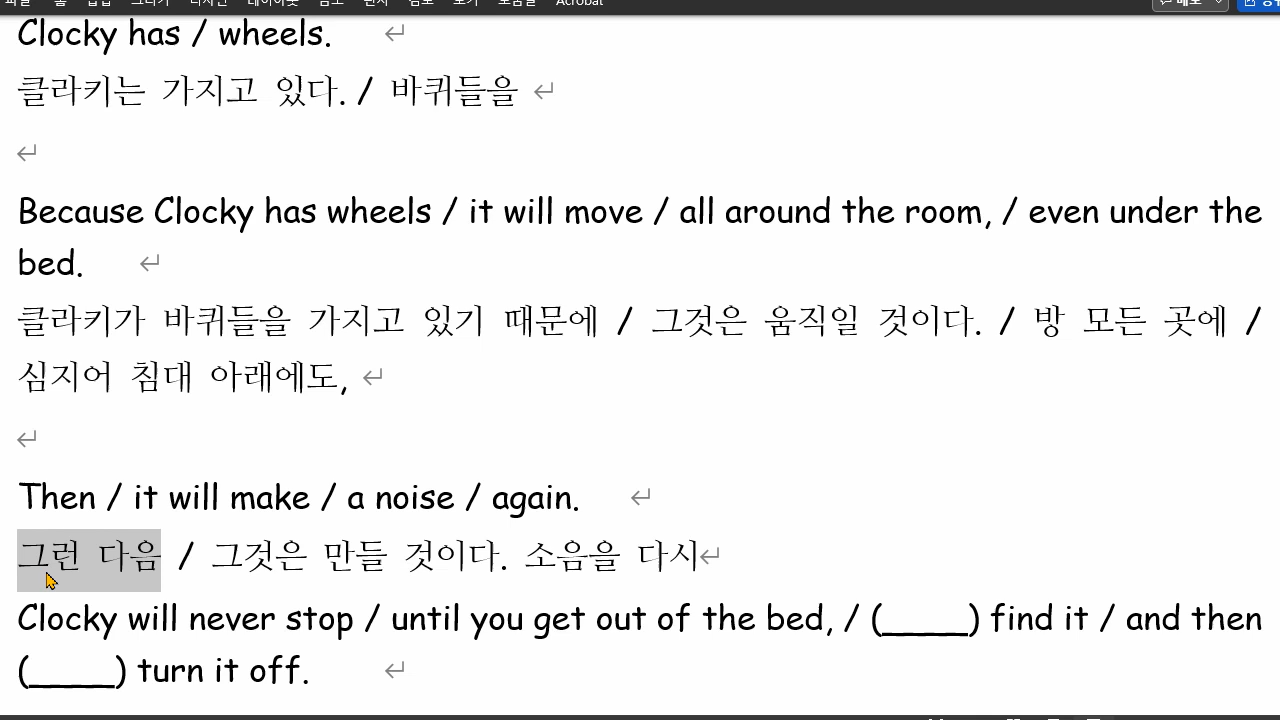 Clocky has / wheels.
클라키는 가지고 있다. / 바퀴들을
Because Clocky has wheels / it will move / all around the room, / even under the
bed.
클라키가 바퀴들을 가지고 있기 때문에 / 그것은 움직일 것이다. / 방 모든 곳에 /
심지어 침대 아래에도,
Then / it will make / a noise / again.
그런 다음 / 그것은 만들 것이다. 소음을 다시
Clocky will never stop / until you get out of the bed, / (____) find it / and then
(____) turn it off.